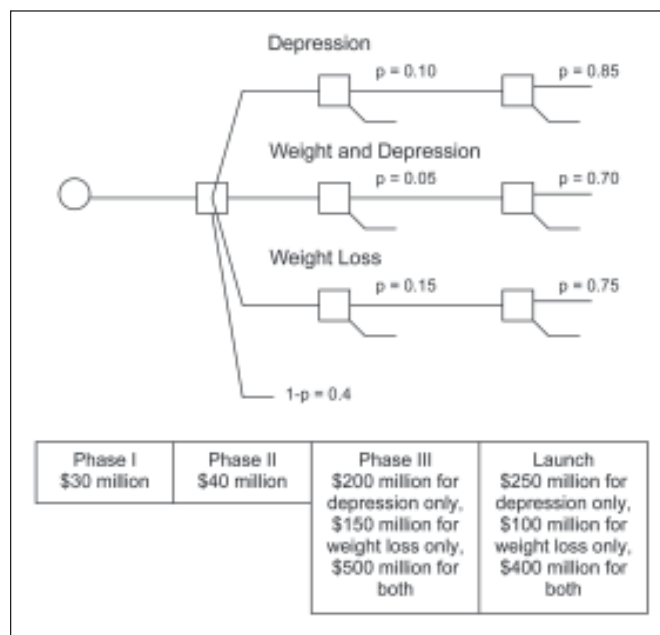 Depression
p = 0.10
p = 0.85
Weight and Depression
p = 0.05
p = 0.70
Weight Loss
p = 0.15
p = 0.75
1-p = 0.4
Phase I
$30 million
Phase II
$40 million
Phase III
$200 million for
depression only,
$150 million for
weight loss only,
$500 million for
both
Launch
$250 million for
depression only,
$100 million for
weight loss only,
$400 million for
both